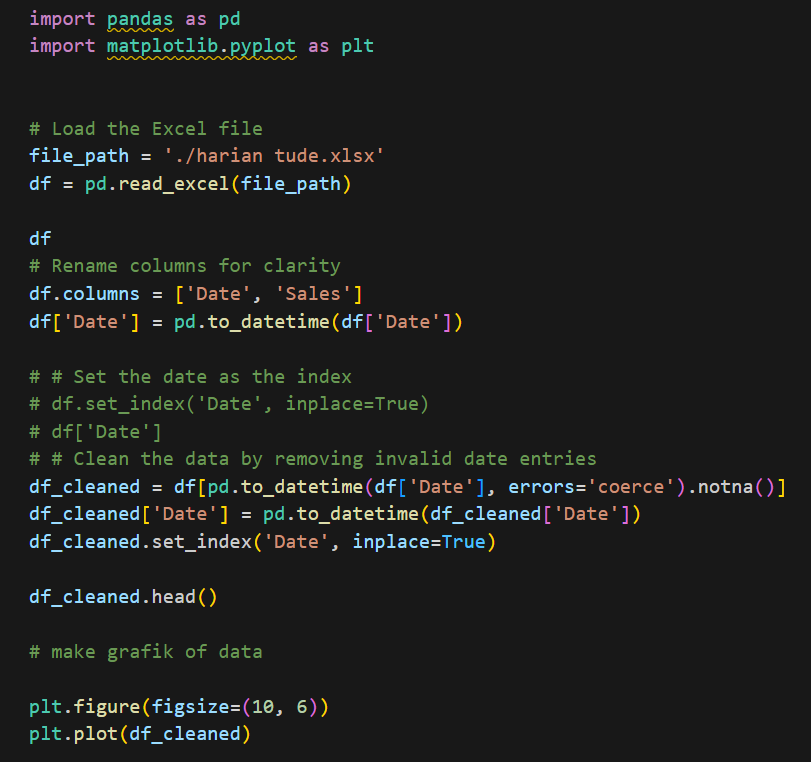 import pandas as pd
import matplotlib.pyplot as plt
# Load the Excel file
file_path = './harian tude.xlsx'
df = pd.read_excel(file_path)
df
# Rename columns for clarity
df.columns = ['Date', 'Sales']
df['Date'] = pd.to_datetime(df['Date'])
# # Set the date as the index
# df.set_index('Date', inplace=True)
# df['Date']
# # Clean the data by removing invalid date entries
df_cleaned = df[pd.to_datetime(df['Date'], errors='coerce').notna()]
df_cleaned['Date'] = pd.to_datetime(df_cleaned['Date'])
df_cleaned.set_index('Date', inplace=True)
df_cleaned.head()
# make grafik of data
plt.figure(figsize=(10, 6))
plt.plot(df_cleaned)